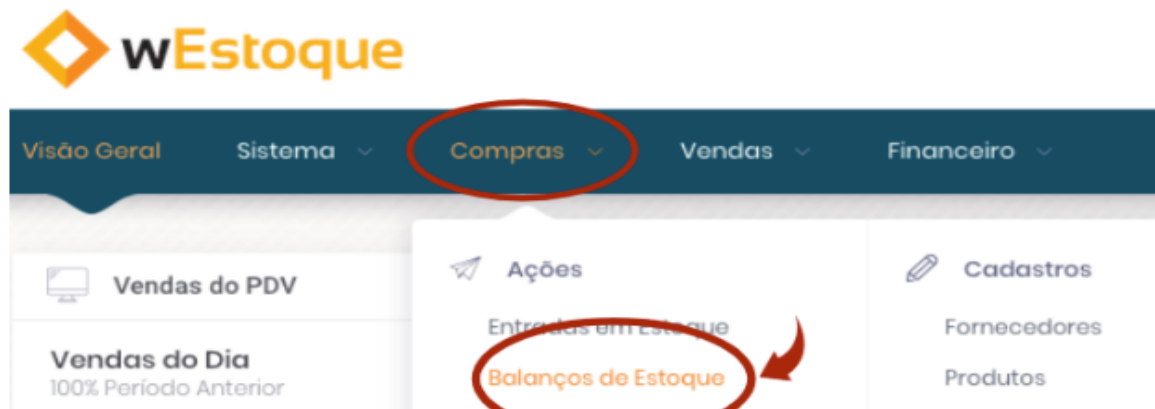 wEstoque
Visão Geral Sistema Compras Vendas Financeiro
Vendas do PDV
Vendas do Dia
100% Período Anterior
Ações
Entradas em Estoque
Balanços de Estoque
Cadastros
Fornecedores
Produtos